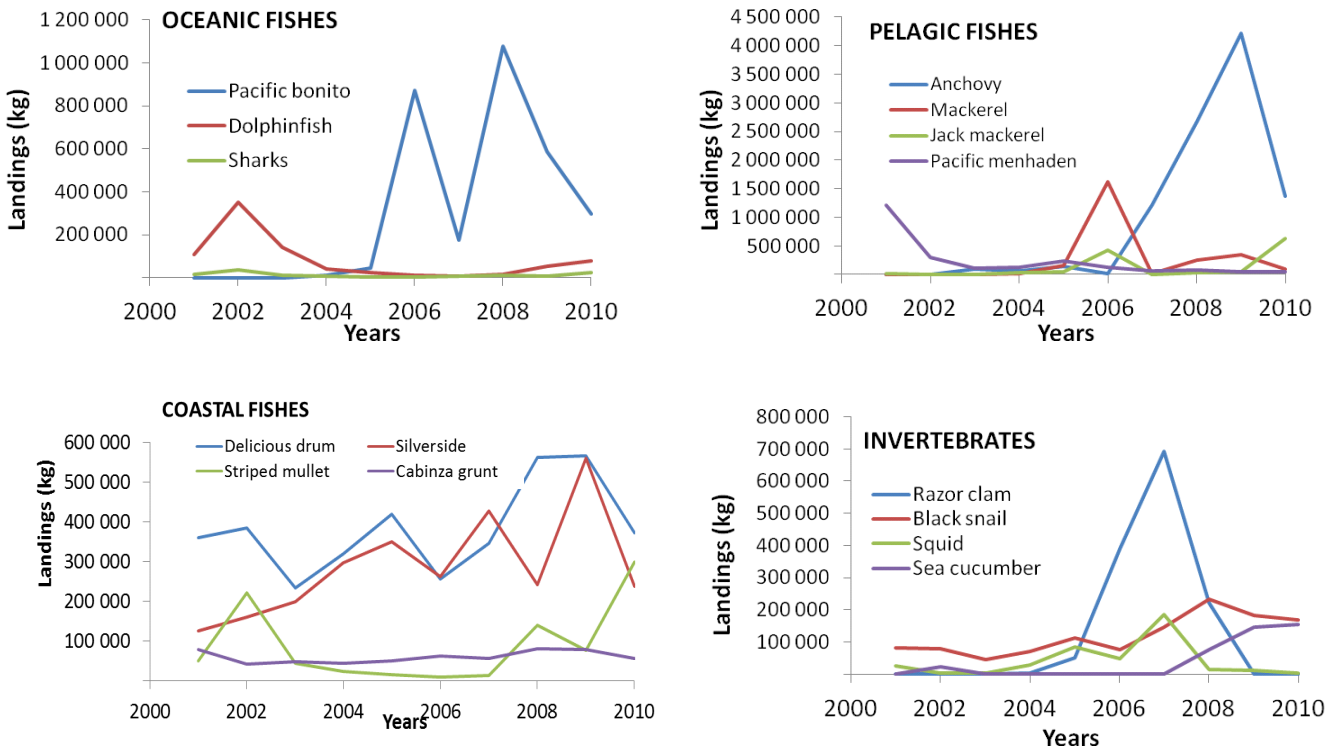 OCEANIC FISHES
1 200 000
1 000 000
800 000
600 000
400 000
200 000
Landings (kg)
Pacific bonito
Dolphinfish
Sharks
2000 2002 2004 2006 2008 2010
Years
PELAGIC FISHES
4 500 000
4 000 000
3 500 000
3 000 000
2 500 000
2 000 000
1 500 000
1 000 000
500 000
Landings (kg)
Anchovy
Mackerel
Jack mackerel
Pacific menhaden
2000 2002 2004 2006 2008 2010
Years
COASTAL FISHES
600 000
500 000
400 000
300 000
200 000
100 000
Landings (kg)
Delicious drum Silverside
Striped mullet Cabinza grunt
2000 2002 2004 2006 2008 2010
Years
INVERTEBRATES
800 000
700 000
600 000
500 000
400 000
300 000
200 000
100 000
Landings (kg)
Razor clam
Black snail
Squid
Sea cucumber
2000 2002 2004 2006 2008 2010
Years